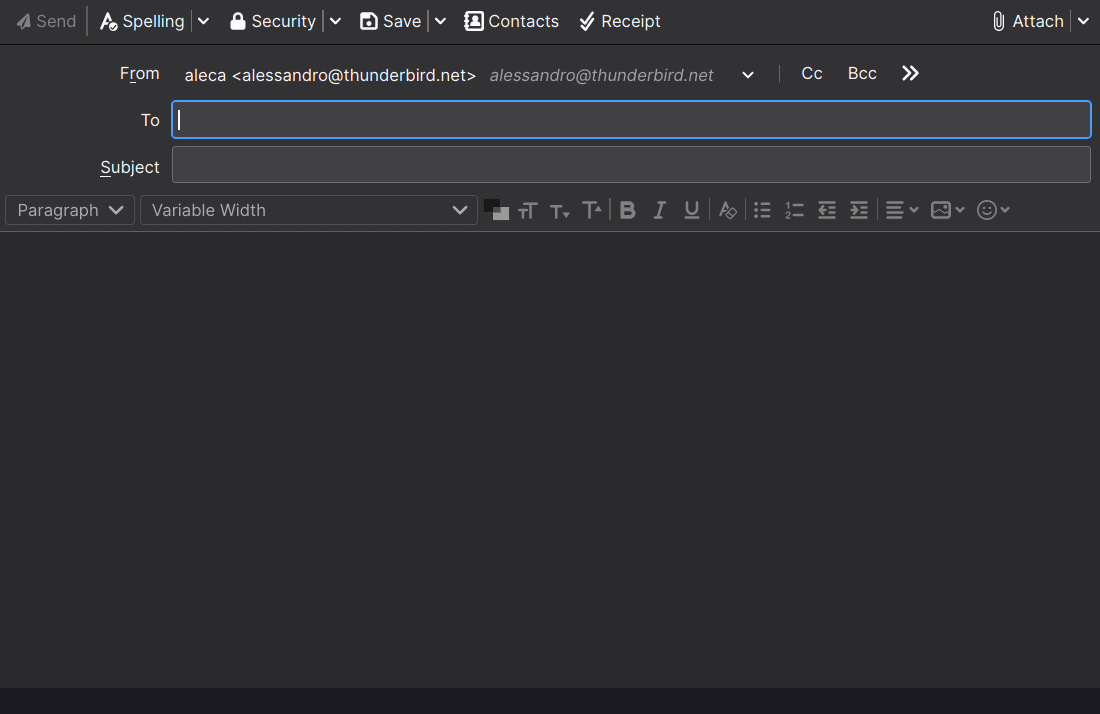 Send Spelling Security Save Contacts Receipt Attach
From aleca <alessandro@thunderbird.net> alessandro@thunderbird.net Cc Bcc
To
Subject
Paragraph Variable Width